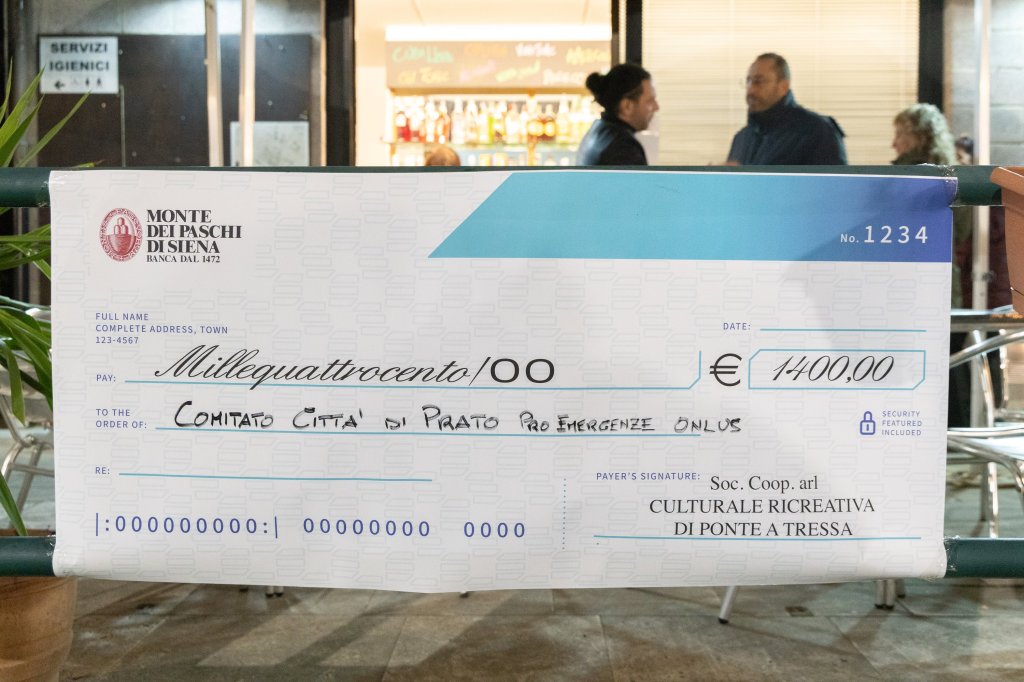 SERVIZI
IGIENICI
MONTE
DEI PASCHI
DI SIENA
BANCA DAL 1472
No. 1234
FULL NAME
COMPLETE ADDRESS, TOWN
123-4567
DATE:
PAY: Millequattrocento/00 € 1400,00
TO THE
ORDER OF: COMITATO CITTA' DI PRATO PRO EMERGENZE ONLUS
SECURITY
FEATURED
INCLUDED
RE:
PAYER'S SIGNATURE: Soc. Coop. arl
CULTURALE RICREATIVA
DI PONTE A TRESSA
|:000000000:| 00000000 0000